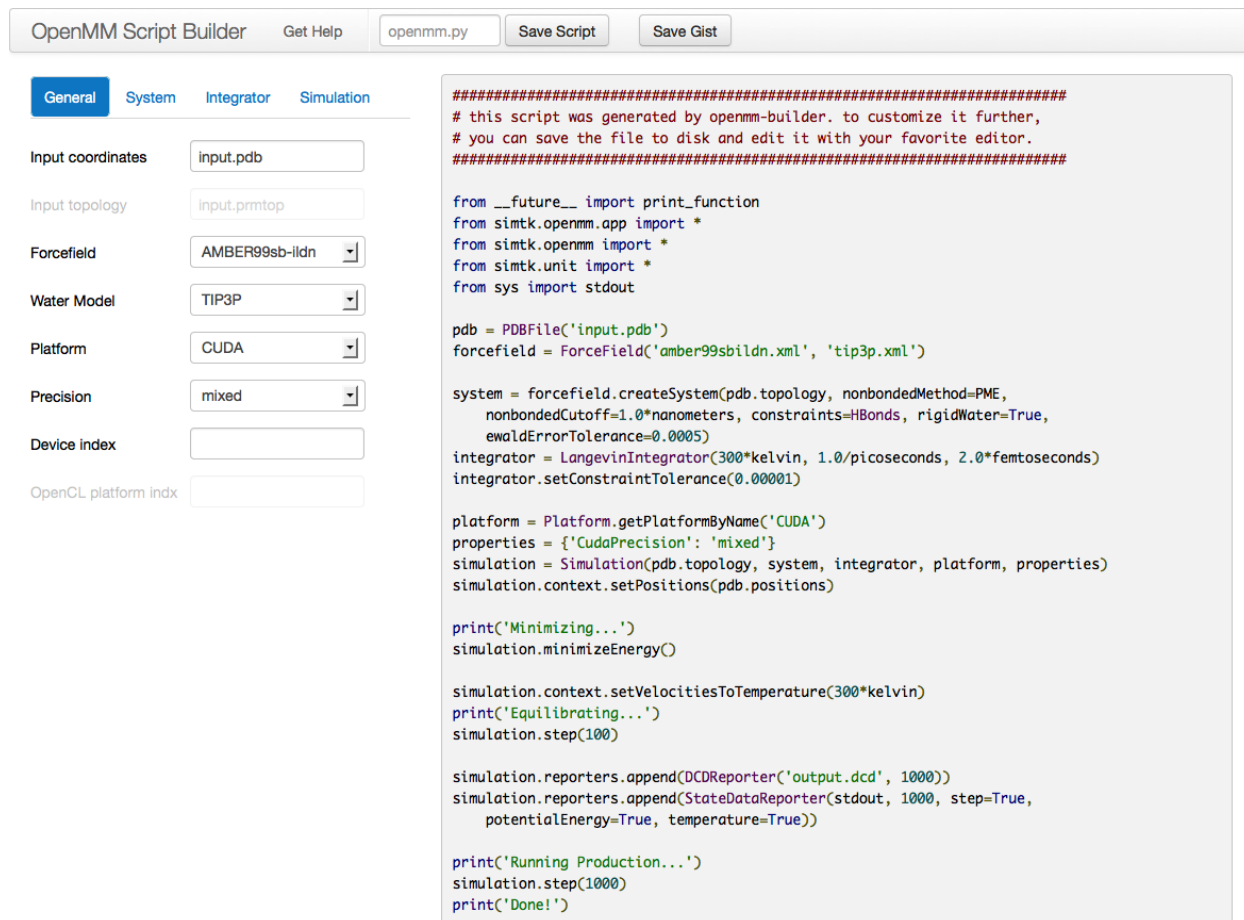 OpenMM Script Builder Get Help openmm.py Save Script Save Gist
General System Integrator Simulation
Input coordinates input.pdb
Input topology input.prmtop
Forcefield AMBER99sb-ildn
Water Model TIP3P
Platform CUDA
Precision mixed
Device index
OpenCL platform indx
##########################################################################
# this script was generated by openmm-builder. to customize it further,
# you can save the file to disk and edit it with your favorite editor.
##########################################################################
from __future__ import print_function
from simtk.openmm.app import *
from simtk.openmm import *
from simtk.unit import *
from sys import stdout
pdb = PDBFile('input.pdb')
forcefield = ForceField('amber99sbildn.xml', 'tip3p.xml')
system = forcefield.createSystem(pdb.topology, nonbondedMethod=PME,
    nonbondedCutoff=1.0*nanometers, constraints=HBonds, rigidWater=True,
    ewaldErrorTolerance=0.0005)
integrator = LangevinIntegrator(300*kelvin, 1.0/picoseconds, 2.0*femtoseconds)
integrator.setConstraintTolerance(0.00001)
platform = Platform.getPlatformByName('CUDA')
properties = {'CudaPrecision': 'mixed'}
simulation = Simulation(pdb.topology, system, integrator, platform, properties)
simulation.context.setPositions(pdb.positions)
print('Minimizing...')
simulation.minimizeEnergy()
simulation.context.setVelocitiesToTemperature(300*kelvin)
print('Equilibrating...')
simulation.step(100)
simulation.reporters.append(DCDReporter('output.dcd', 1000))
simulation.reporters.append(StateDataReporter(stdout, 1000, step=True,
    potentialEnergy=True, temperature=True))
print('Running Production...')
simulation.step(1000)
print('Done!')